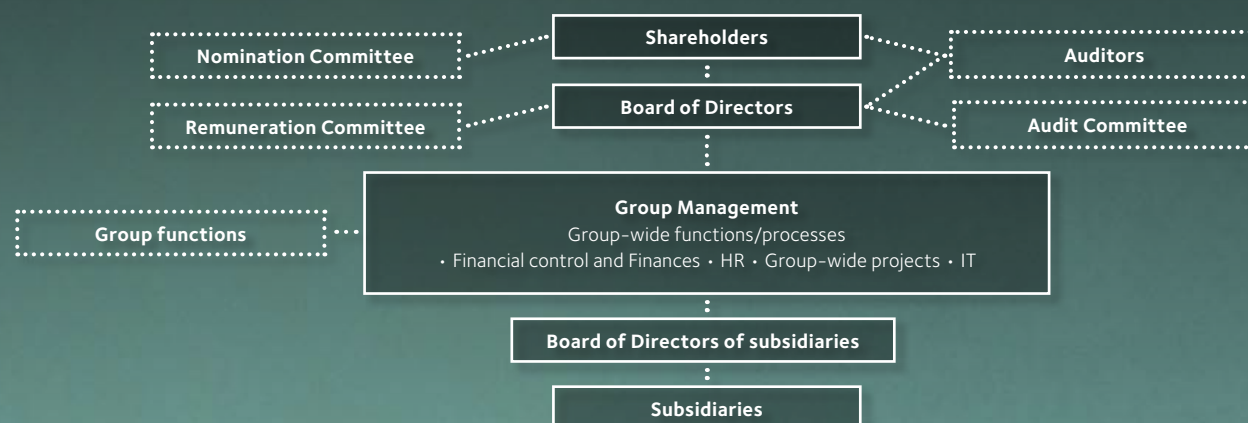 Shareholders
Nomination Committee
Auditors
Board of Directors
Remuneration Committee
Audit Committee
Group Management
Group-wide functions/processes
• Financial control and Finances • HR • Group-wide projects • IT
Group functions
Board of Directors of subsidiaries
Subsidiaries